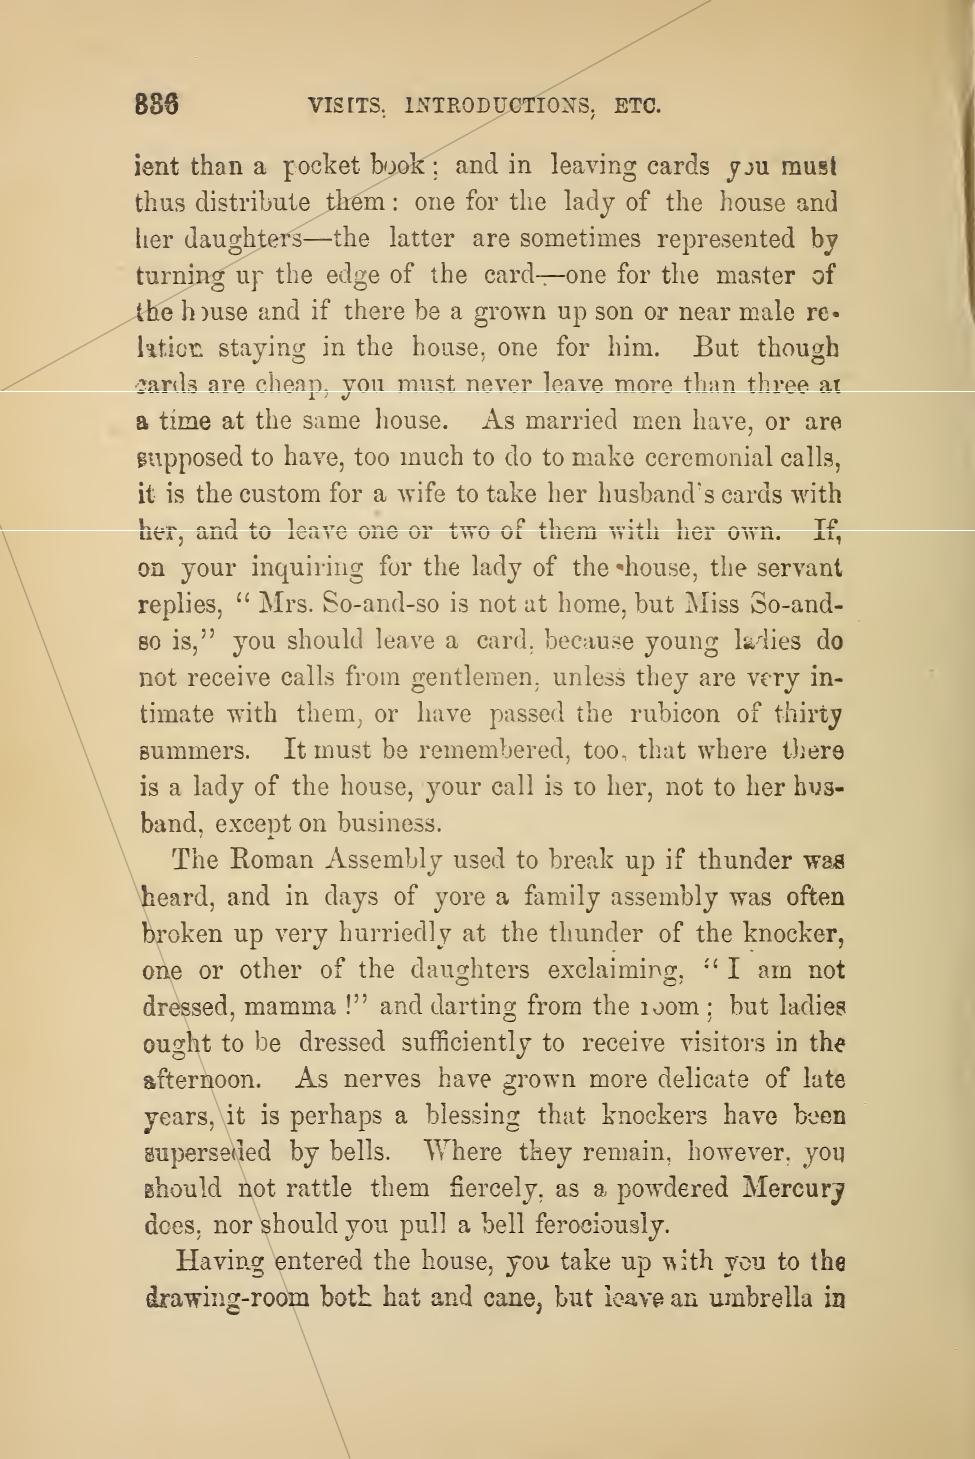 336 VISITS, INTRODUCTIONS, ETC.
ient than a pocket book; and in leaving cards you must
thus distribute them: one for the lady of the house and
her daughters—the latter are sometimes represented by
turning up the edge of the card—one for the master of
the house and if there be a grown up son or near male re-
lation staying in the house, one for him. But though
cards are cheap, you must never leave more than three at
a time at the same house. As married men have, or are
supposed to have, too much to do to make ceremonial calls,
it is the custom for a wife to take her husband's cards with
her, and to leave one or two of them with her own. If,
on your inquiring for the lady of the house, the servant
replies, “Mrs. So-and-so is not at home, but Miss So-and-
so is,” you should leave a card, because young ladies do
not receive calls from gentlemen, unless they are very in-
timate with them, or have passed the rubicon of thirty
summers. It must be remembered, too, that where there
is a lady of the house, your call is to her, not to her hus-
band, except on business.
The Roman Assembly used to break up if thunder was
heard, and in days of yore a family assembly was often
broken up very hurriedly at the thunder of the knocker,
one or other of the daughters exclaiming, “I am not
dressed, mamma!” and darting from the room; but ladies
ought to be dressed sufficiently to receive visitors in the
afternoon. As nerves have grown more delicate of late
years, it is perhaps a blessing that knockers have been
superseded by bells. Where they remain, however, you
should not rattle them fiercely, as a powdered Mercury
does, nor should you pull a bell ferociously.
Having entered the house, you take up with you to the
drawing-room both hat and cane, but leave an umbrella in